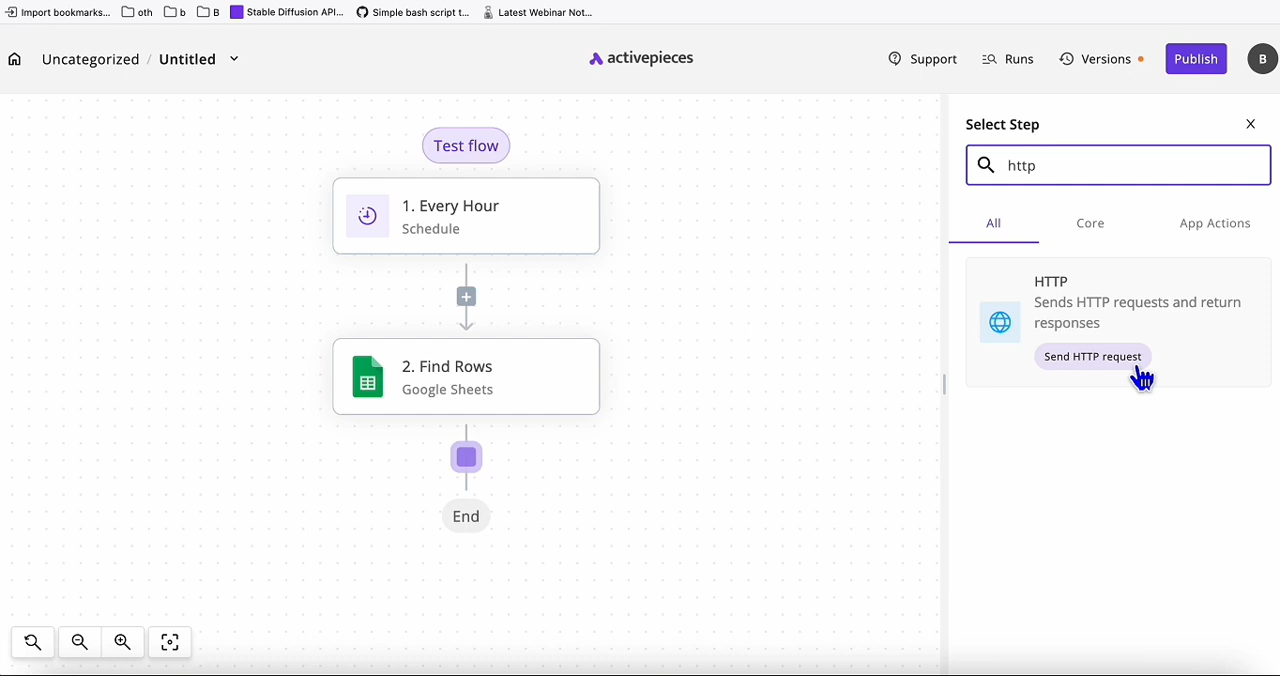 Import bookmarks... oth b B Stable Diffusion API... Simple bash script t... Latest Webinar Not...
Uncategorized / Untitled activepieces Support Runs Versions Publish B
Select Step
http
All Core App Actions
HTTP
Sends HTTP requests and return
responses
Send HTTP request
Test flow
1. Every Hour
Schedule
2. Find Rows
Google Sheets
End